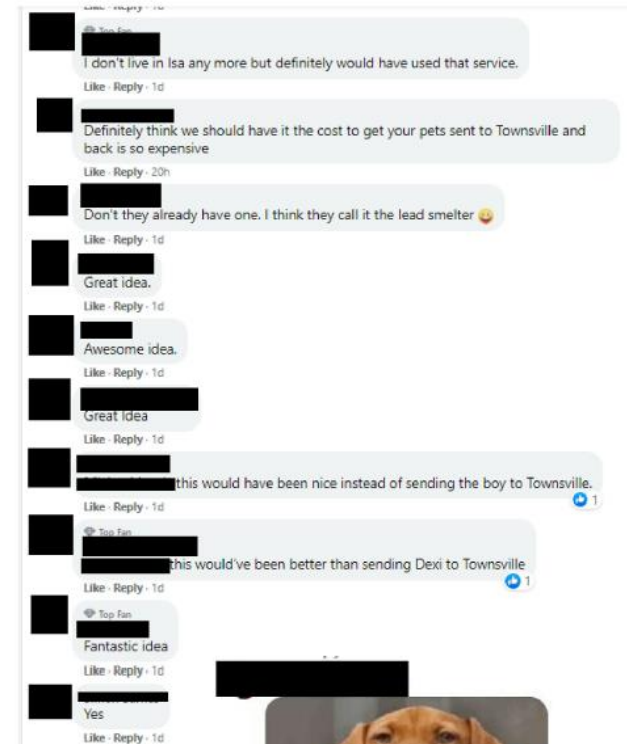 Like · Reply · 1d
Top Fan
I don't live in Isa any more but definitely would have used that service.
Like · Reply · 1d
Definitely think we should have it the cost to get your pets sent to Townsville and
back is so expensive
Like · Reply · 20h
Don't they already have one. I think they call it the lead smelter 😀
Like · Reply · 1d
Great idea.
Like · Reply · 1d
Awesome idea.
Like · Reply · 1d
Great Idea
Like · Reply · 1d
this would have been nice instead of sending the boy to Townsville.
Like · Reply · 1d
1
Top Fan
this would've been better than sending Dexi to Townsville
1
Like · Reply · 1d
Top Fan
Fantastic idea
Like · Reply · 1d
Yes
Like · Reply · 1d